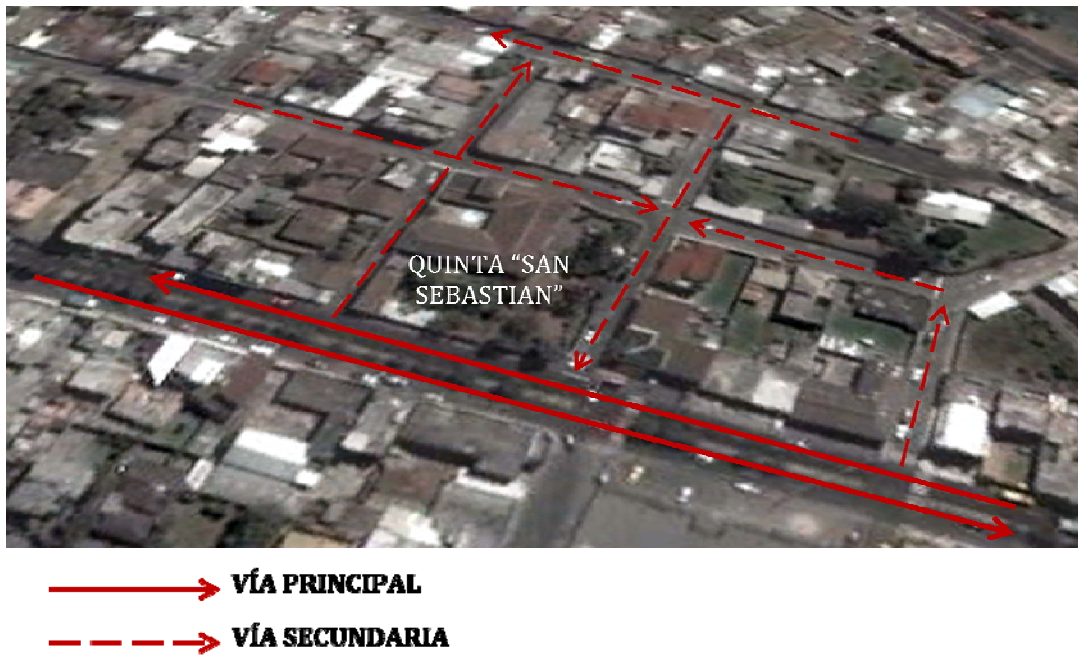 QUINTA “SAN
SEBASTIAN”
VÍA PRINCIPAL
VÍA SECUNDARIA